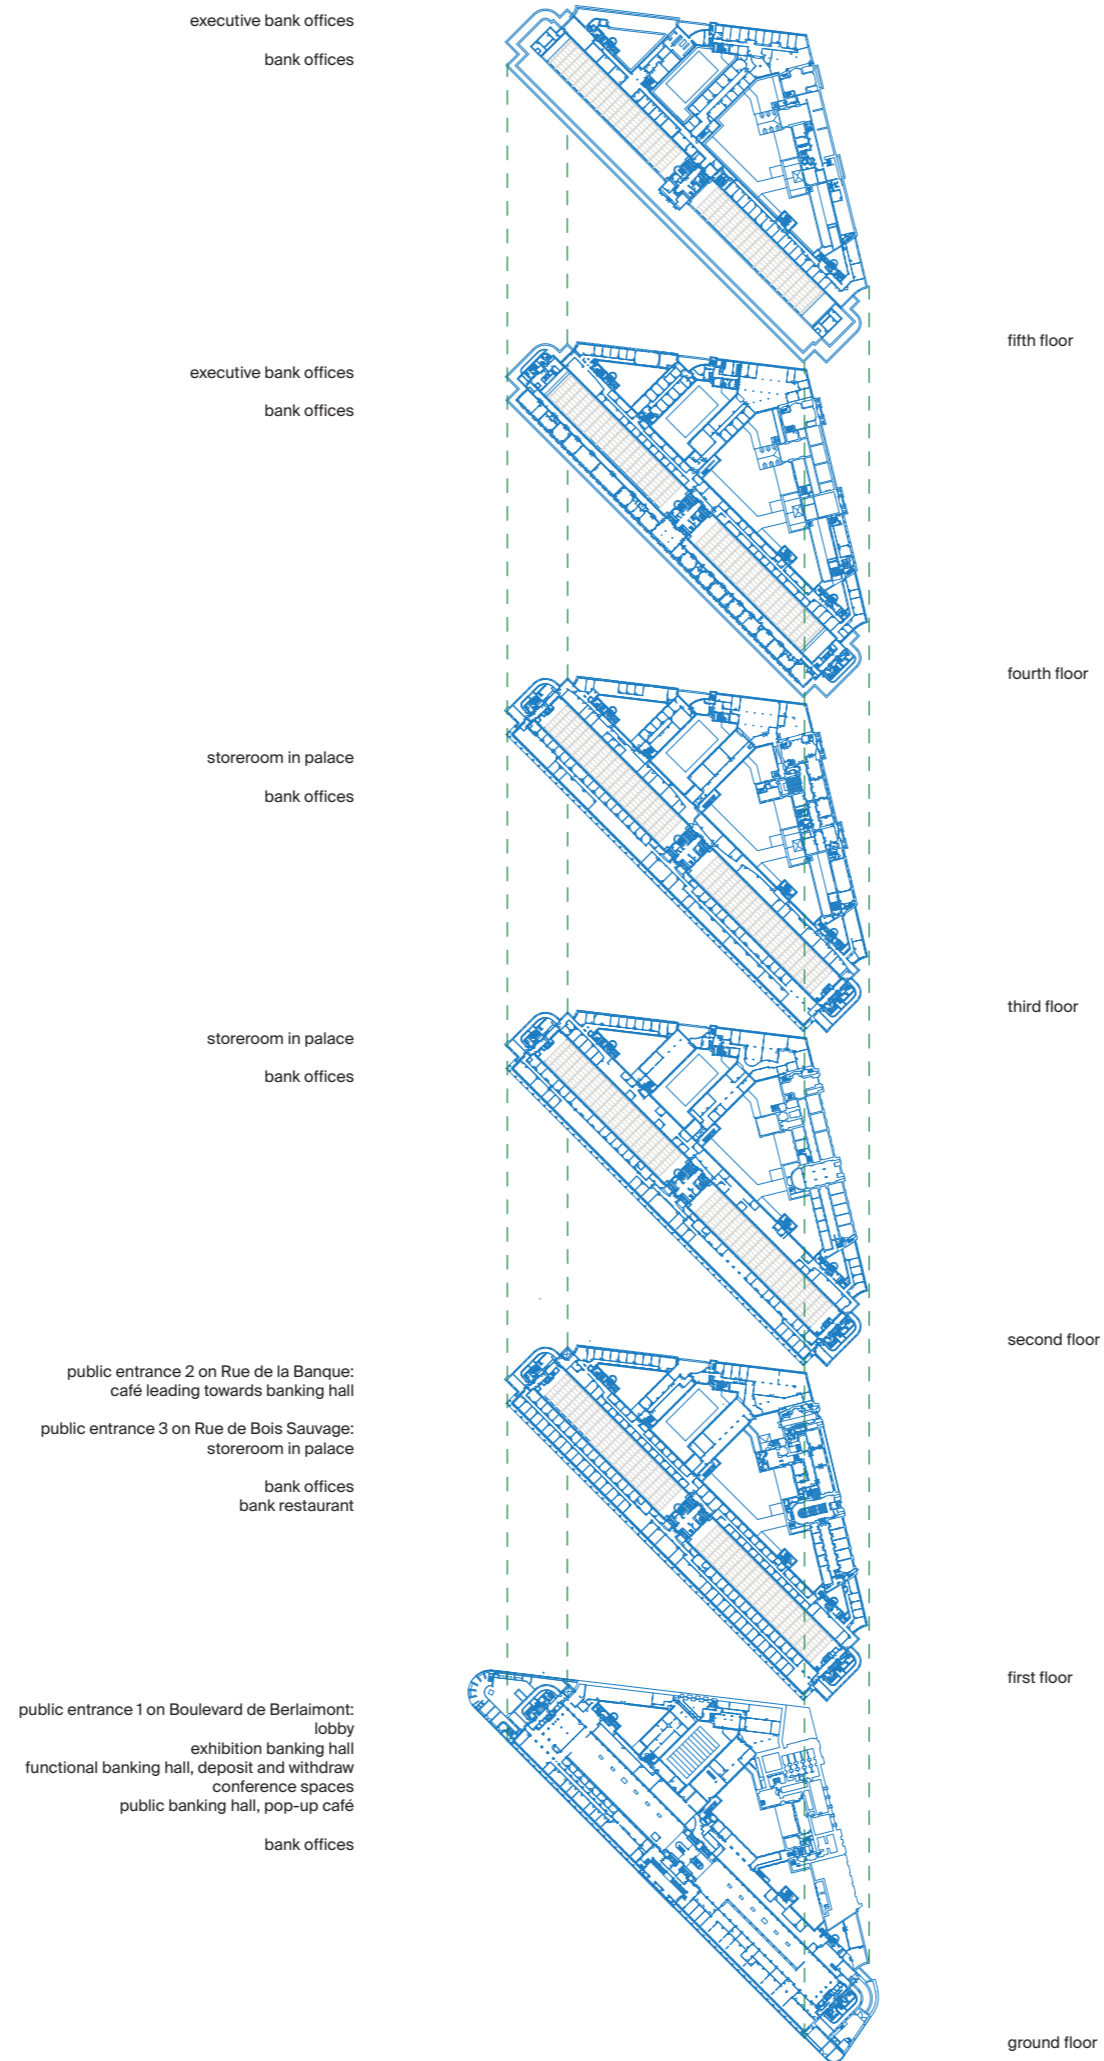 executive bank offices
bank offices
fifth floor
executive bank offices
bank offices
fourth floor
storeroom in palace
bank offices
third floor
storeroom in palace
bank offices
second floor
public entrance 2 on Rue de la Banque:
café leading towards banking hall
public entrance 3 on Rue de Bois Sauvage:
storeroom in palace
bank offices
bank restaurant
first floor
public entrance 1 on Boulevard de Berlaimont:
lobby
exhibition banking hall
functional banking hall, deposit and withdraw
conference spaces
public banking hall, pop-up café
bank offices
ground floor